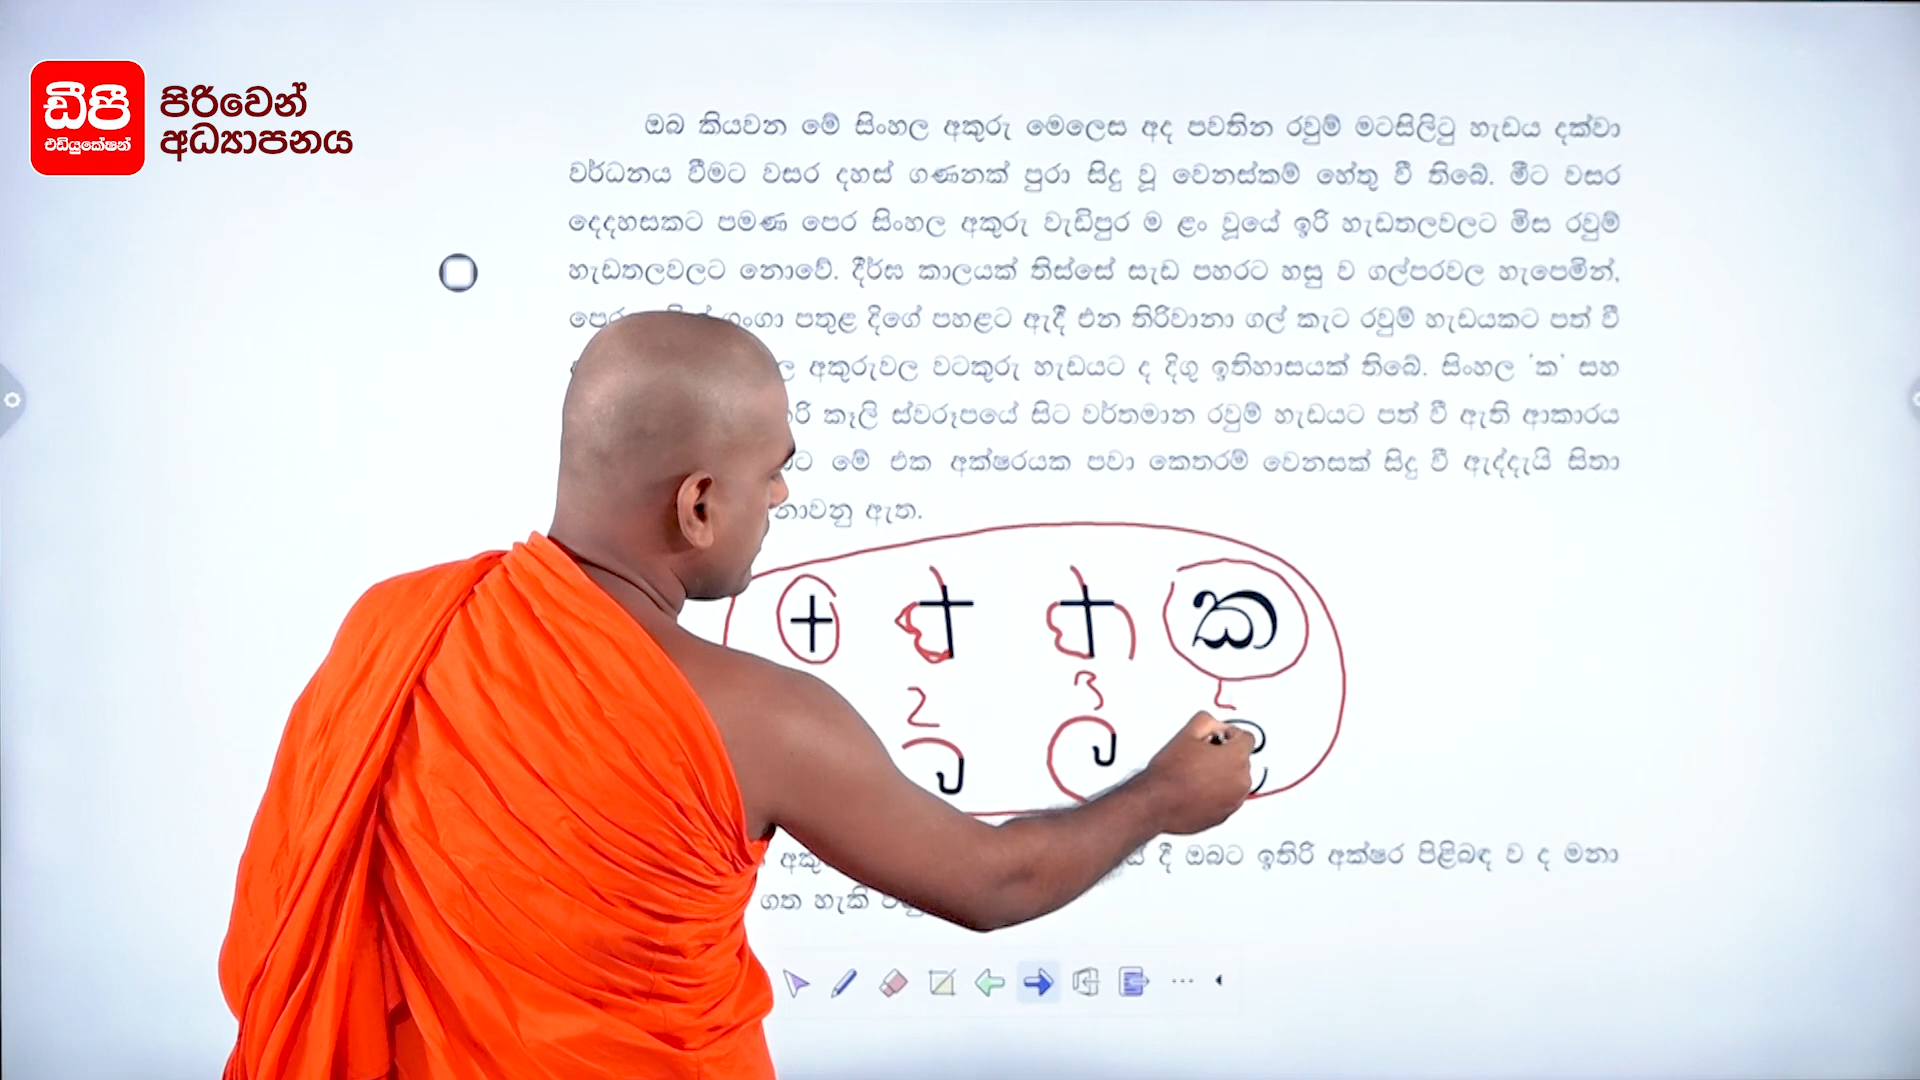 ඩීපී
එඩියුකේෂන්
පිරිවෙන්
අධ්‍යාපනය
ඔබ කියවන මේ සිංහල අකුරු මෙලෙස අද පවතින රවුම් මටසිලිටු හැඩය දක්වා
වර්ධනය වීමට වසර දහස් ගණනක් පුරා සිදු වූ වෙනස්කම් හේතු වී තිබේ. මීට වසර
දෙදහසකට පමණ පෙර සිංහල අකුරු වැඩිපුර ම ළං වූයේ ඉරි හැඩතලවලට මිස රවුම්
හැඩතලවලට නොවේ. දීර්ඝ කාලයක් තිස්සේ සැඩ පහරට හසු ව ගල්පරවල හැපෙමින්,
ගංගා පතුළ දිගේ පහළට ඇදී එන තිරිවානා ගල් කැට රවුම් හැඩයකට පත් වී
අකුරුවල වටකුරු හැඩයට ද දිගු ඉතිහාසයක් තිබේ. සිංහල 'ක' සහ
කෑලි ස්වරූපයේ සිට වර්තමාන රවුම් හැඩයට පත් වී ඇති ආකාරය
මේ එක අක්ෂරයක පවා කෙතරම් වෙනසක් සිදු වී ඇද්දැයි සිතා
ඇත.
+ ක
2 3
දී ඔබට ඉතිරි අක්ෂර පිළිබඳ ව ද මනා
ගත හැකි